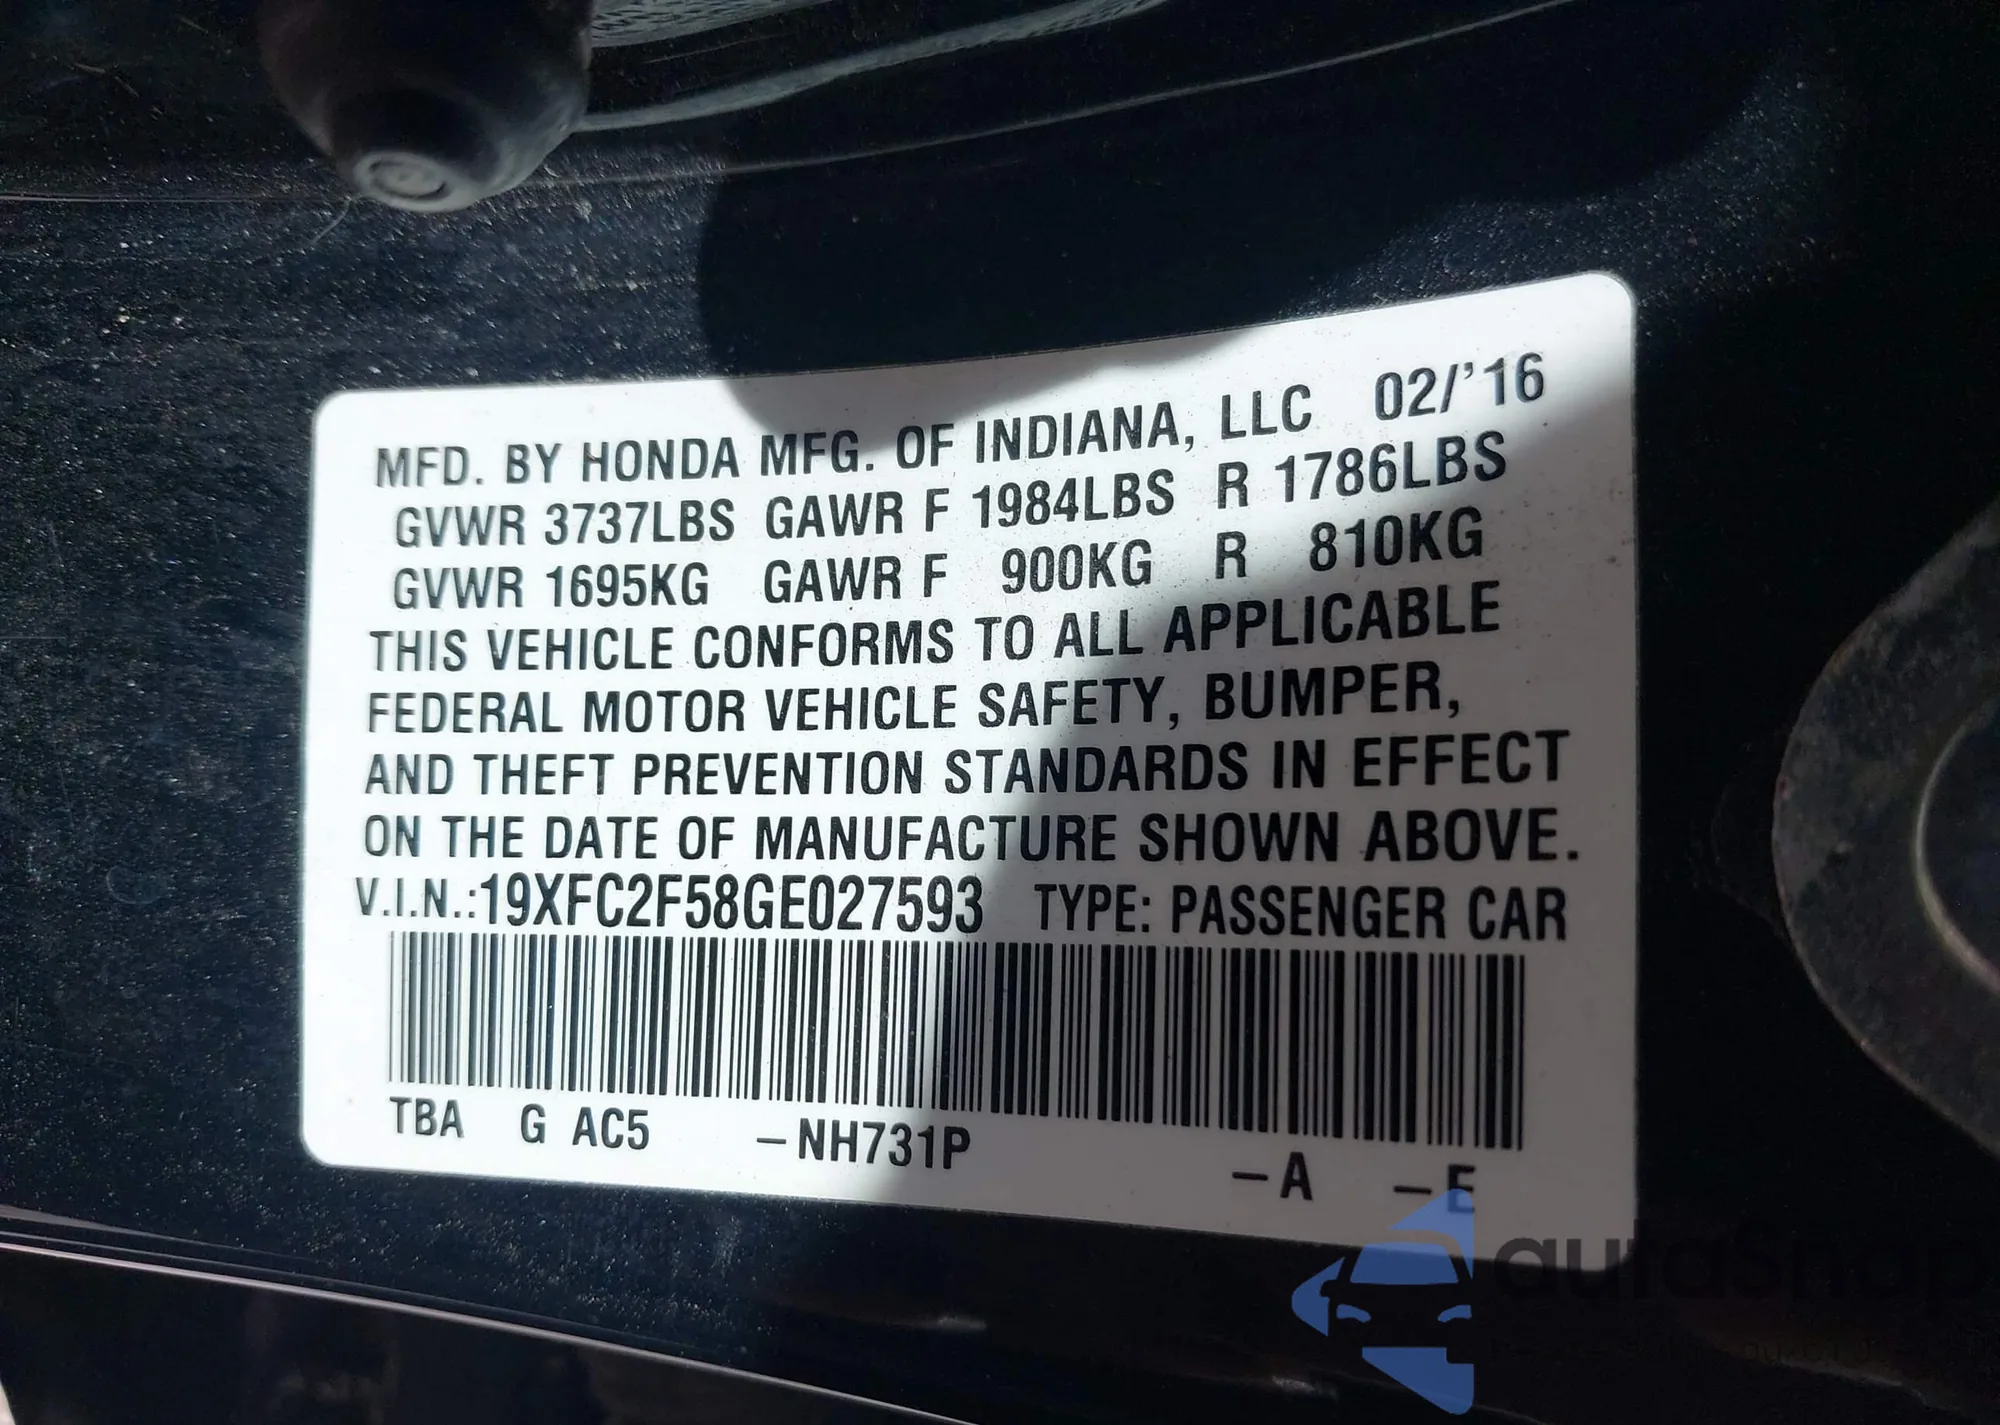 MFD. BY HONDA MFG. OF INDIANA, LLC 02/'16
GVWR 3737LBS GAWR F 1984LBS R 1786LBS
GVWR 1695KG GAWR F 900KG R 810KG
THIS VEHICLE CONFORMS TO ALL APPLICABLE
FEDERAL MOTOR VEHICLE SAFETY, BUMPER,
AND THEFT PREVENTION STANDARDS IN EFFECT
ON THE DATE OF MANUFACTURE SHOWN ABOVE.
V.I.N.:19XFC2F58GE027593 TYPE: PASSENGER CAR
TBA G AC5 –NH731P –A –E
auraSnap